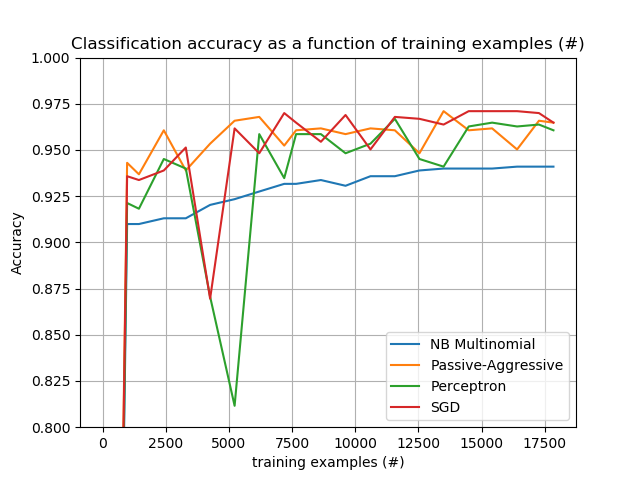 Classification accuracy as a function of training examples (#)
1.000
0.975
0.950
0.925
0.900
0.875
0.850
0.825
0.800
Accuracy
NB Multinomial
Passive-Aggressive
Perceptron
SGD
0 2500 5000 7500 10000 12500 15000 17500
training examples (#)